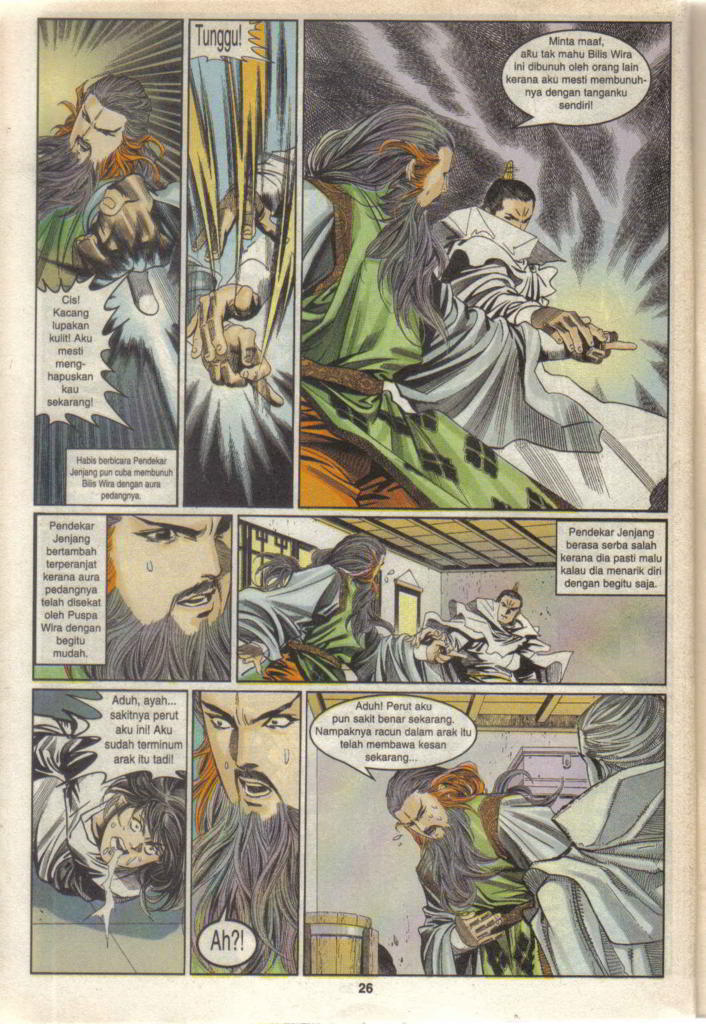 Cis!
Kacang
lupakan
kulit! Aku
mesti
meng-
hapuskan
kau
sekarang!
Habis berbicara Pendekar
Jenjang pun cuba membunuh
Bilis Wira dengan aura
pedangnya.
Tunggu!
Minta maaf,
aku tak mahu Bilis Wira
ini dibunuh oleh orang lain
kerana aku mesti membunuh-
nya dengan tanganku
sendiri!
Pendekar
Jenjang
bertambah
terperanjat
kerana aura
pedangnya
telah disekat
oleh Puspa
Wira dengan
begitu
mudah.
Pendekar Jenjang
berasa serba salah
kerana dia pasti malu
kalau dia menarik diri
dengan begitu saja.
Aduh, ayah...
sakitnya perut
aku ini! Aku
sudah terminum
arak itu tadi!
Ah?!
Aduh! Perut aku
pun sakit benar sekarang.
Nampaknya racun dalam arak itu
telah membawa kesan
sekarang...
26